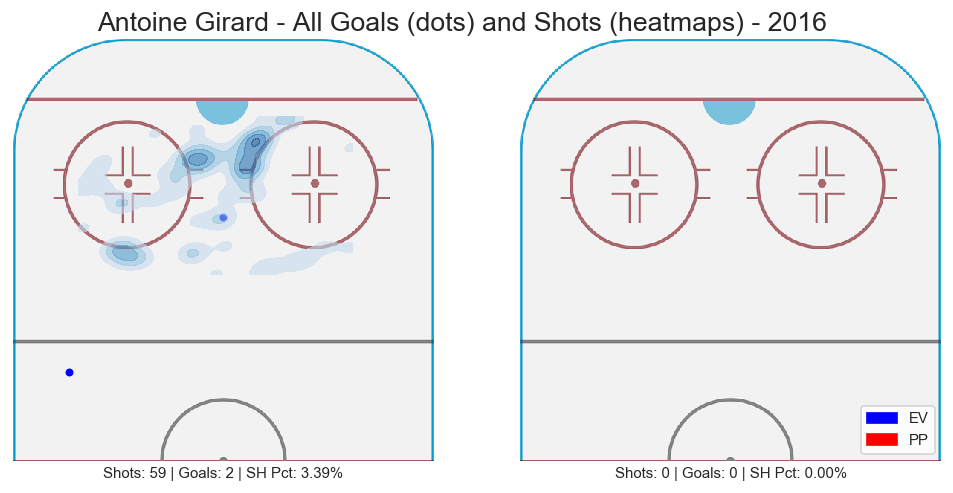 Antoine Girard - All Goals (dots) and Shots (heatmaps) - 2016
EV
PP
Shots: 59 | Goals: 2 | SH Pct: 3.39%
Shots: 0 | Goals: 0 | SH Pct: 0.00%